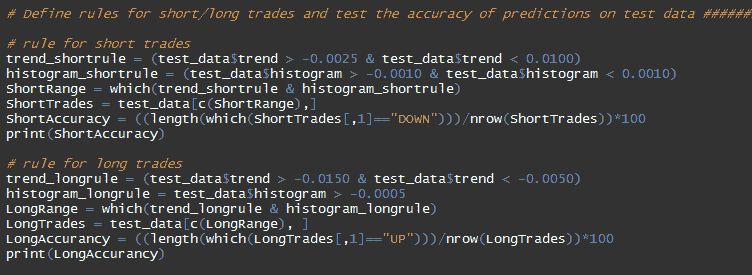 # Define rules for short/long trades and test the accuracy of predictions on test data ######
# rule for short trades
trend_shortrule = (test_data$trend > -0.0025 & test_data$trend < 0.0100)
histogram_shortrule = (test_data$histogram > -0.0010 & test_data$histogram < 0.0010)
ShortRange = which(trend_shortrule & histogram_shortrule)
ShortTrades = test_data[c(ShortRange),]
ShortAccuracy = ((length(which(ShortTrades[,1]=="DOWN")))/nrow(ShortTrades))*100
print(ShortAccuracy)
# rule for long trades
trend_longrule = (test_data$trend > -0.0150 & test_data$trend < -0.0050)
histogram_longrule = test_data$histogram > -0.0005
LongRange = which(trend_longrule & histogram_longrule)
LongTrades = test_data[c(LongRange), ]
LongAccurancy = ((length(which(LongTrades[,1]=="UP")))/nrow(LongTrades))*100
print(LongAccurancy)